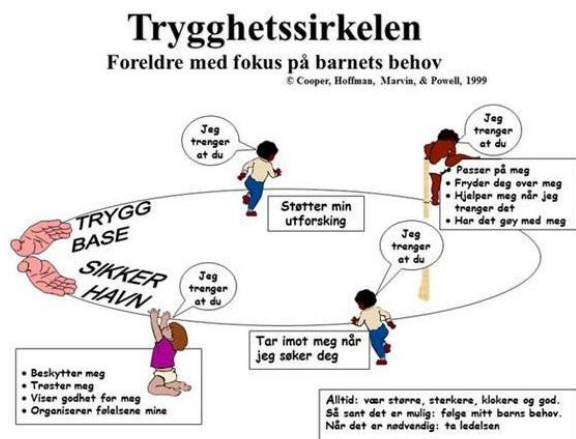 Trygghetssirkelen
Foreldre med fokus på barnets behov
© Cooper, Hoffman, Marvin, & Powell, 1999
Jeg
trenger
at du
Støtter min
utforsking
Jeg
trenger
at du
• Passer på meg
• Fryder deg over meg
• Hjelper meg når jeg
trenger det
• Har det gøy med meg
TRYGG
BASE
SIKKER
HAVN
Jeg
trenger
at du
Tar imot meg når
jeg søker deg
Jeg
trenger
at du
• Beskytter meg
• Trøster meg
• Viser godhet for meg
• Organiserer følelsene mine
Alltid: vær større, sterkere, klokere og god.
Så sant det er mulig: følge mitt barns behov.
Når det er nødvendig: ta ledelsen